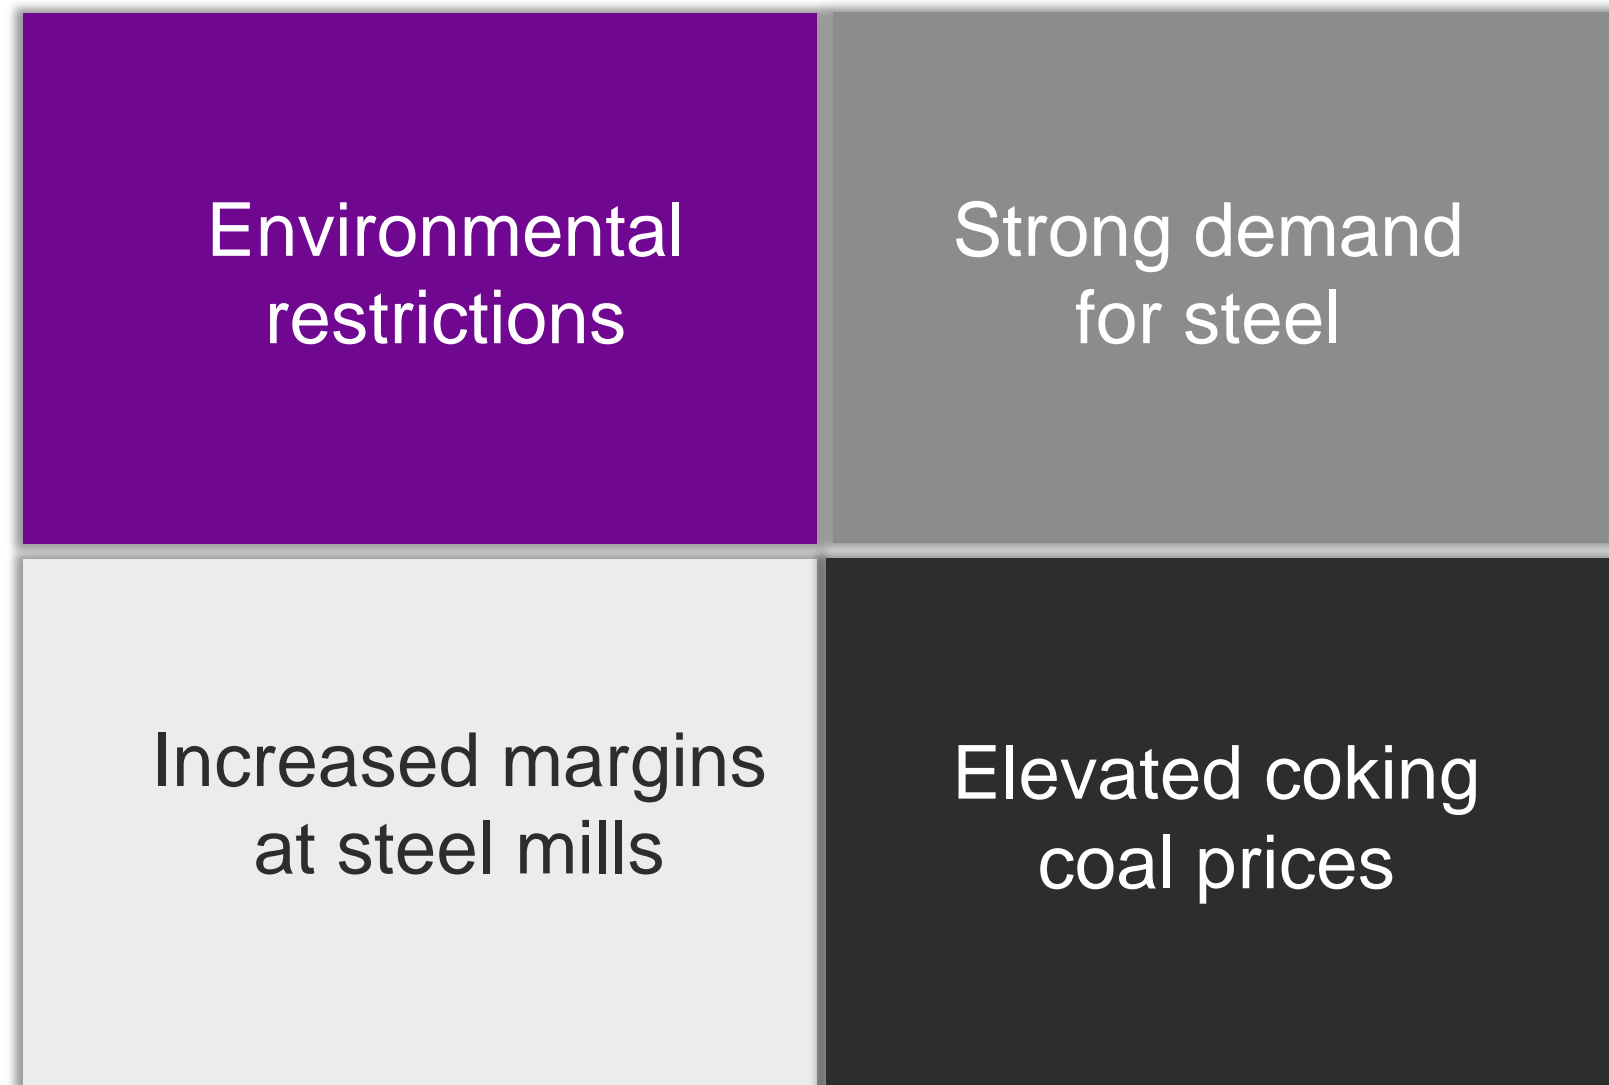 Environmental
restrictions
Strong demand
for steel
Increased margins
at steel mills
Elevated coking
coal prices